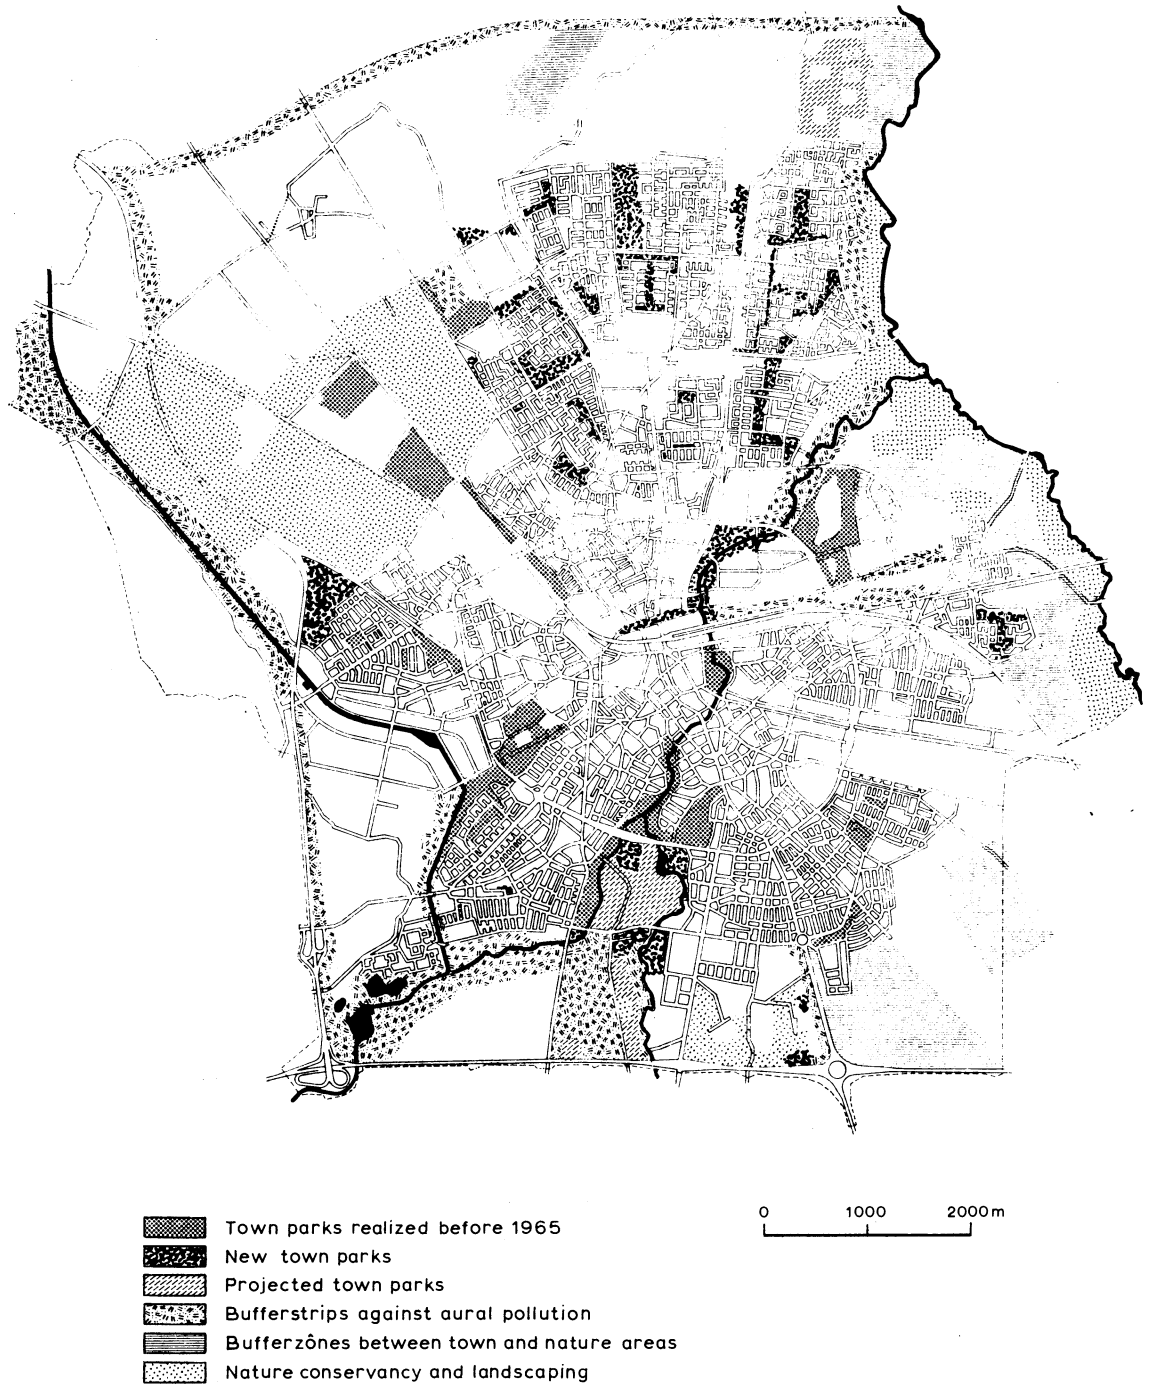 0 1000 2000m
Town parks realized before 1965
New town parks
Projected town parks
Bufferstrips against aural pollution
Bufferzônes between town and nature areas
Nature conservancy and landscaping